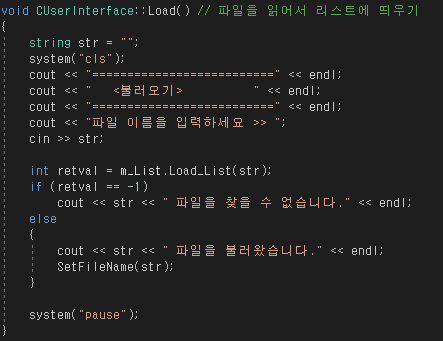 void CUserInterface::Load() // 파일을 읽어서 리스트에 띄우기
{
    string str = "";
    system("cls");
    cout << "==========================" << endl;
    cout << "   <불러오기>          " << endl;
    cout << "==========================" << endl;
    cout << "파일 이름을 입력하세요 >> ";
    cin >> str;

    int retval = m_List.Load_List(str);
    if (retval == -1)
        cout << str << " 파일을 찾을 수 없습니다." << endl;
    else
    {
        cout << str << " 파일을 불러왔습니다." << endl;
        SetFileName(str);
    }

    system("pause");
}